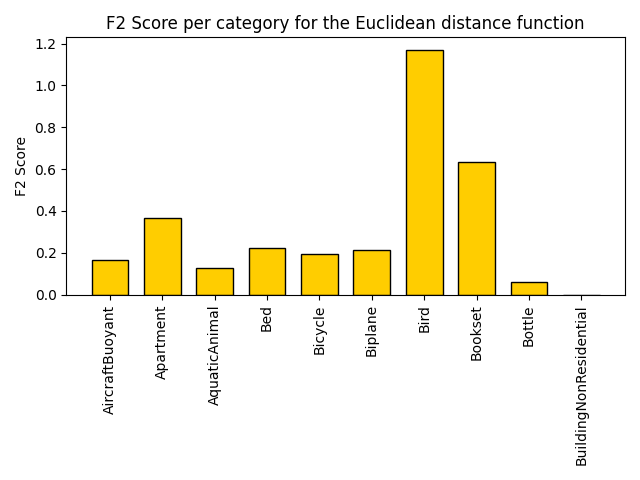 F2 Score per category for the Euclidean distance function
F2 Score
1.2
1.0
0.8
0.6
0.4
0.2
0.0
AircraftBuoyant
Apartment
AquaticAnimal
Bed
Bicycle
Biplane
Bird
Bookset
Bottle
BuildingNonResidential